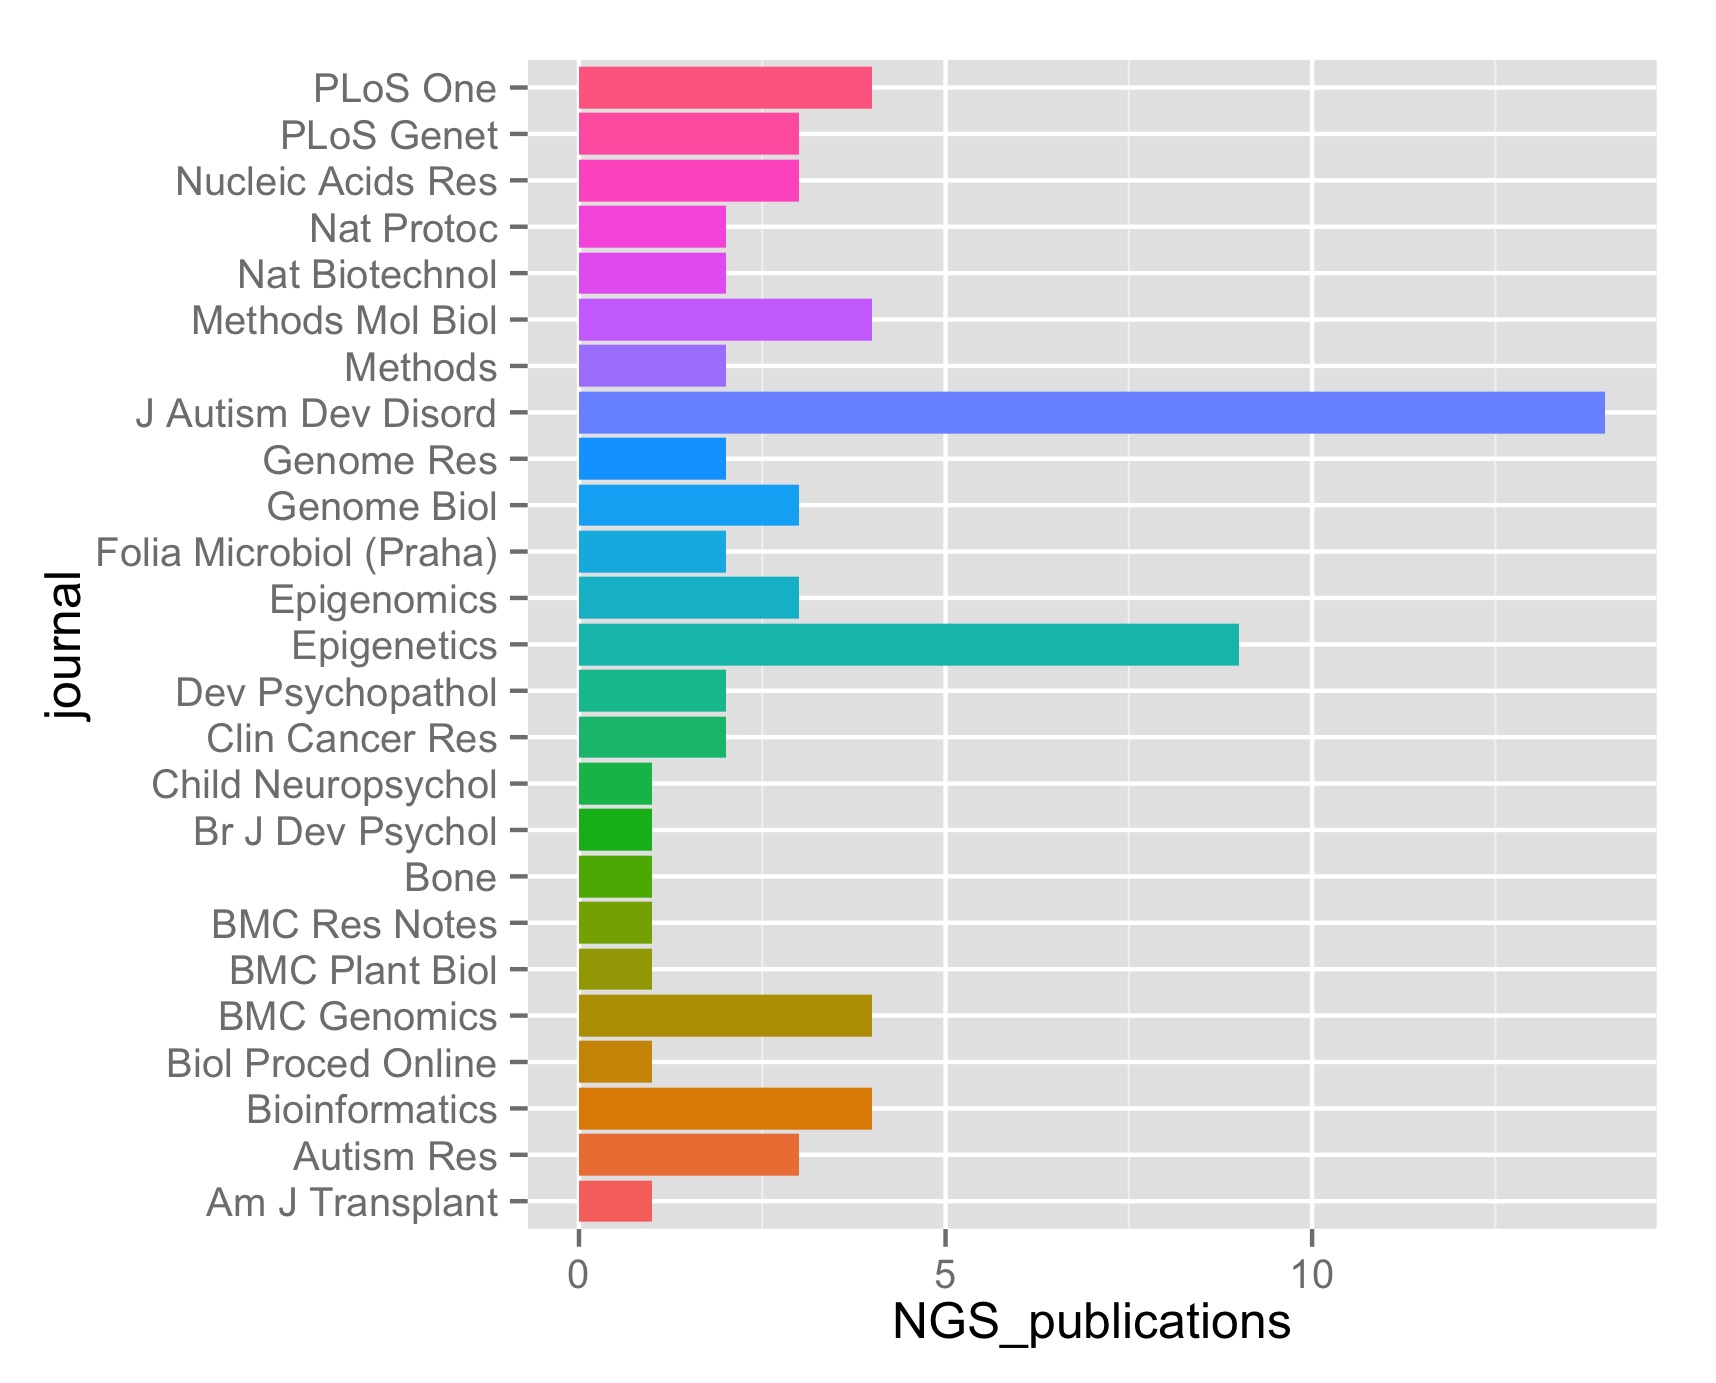 PLoS One
PLoS Genet
Nucleic Acids Res
Nat Protoc
Nat Biotechnol
Methods Mol Biol
Methods
J Autism Dev Disord
Genome Res
Genome Biol
Folia Microbiol (Praha)
Epigenomics
Epigenetics
Dev Psychopathol
Clin Cancer Res
Child Neuropsychol
Br J Dev Psychol
Bone
BMC Res Notes
BMC Plant Biol
BMC Genomics
Biol Proced Online
Bioinformatics
Autism Res
Am J Transplant
journal
0 5 10
NGS_publications